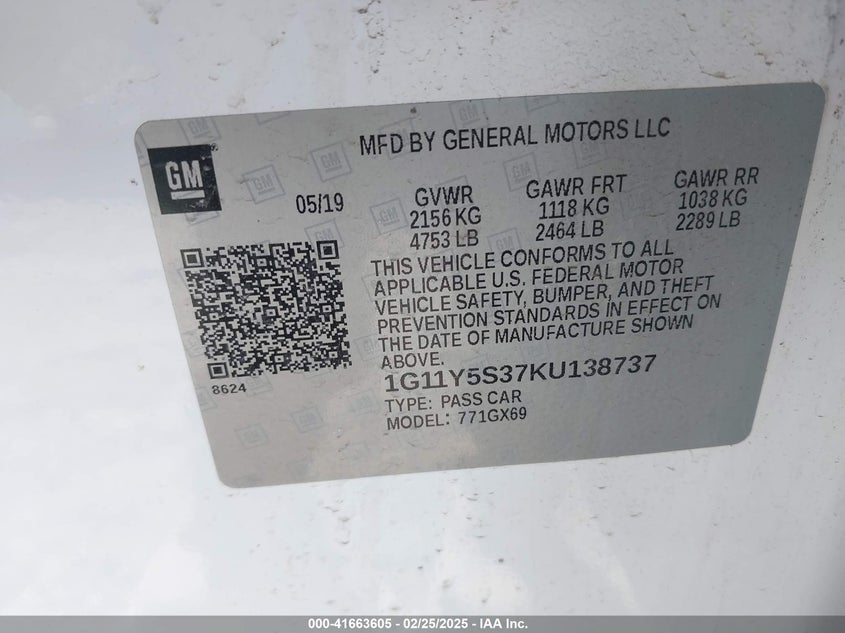 MFD BY GENERAL MOTORS LLC
GM
05/19
GVWR GAWR FRT GAWR RR
2156 KG 1118 KG 1038 KG
4753 LB 2464 LB 2289 LB
THIS VEHICLE CONFORMS TO ALL
APPLICABLE U.S. FEDERAL MOTOR
VEHICLE SAFETY, BUMPER, AND THEFT
PREVENTION STANDARDS IN EFFECT ON
THE DATE OF MANUFACTURE SHOWN
ABOVE.
8624
1G11Y5S37KU138737
TYPE: PASS CAR
MODEL: 771GX69
000-41663605 - 02/25/2025 - IAA Inc.